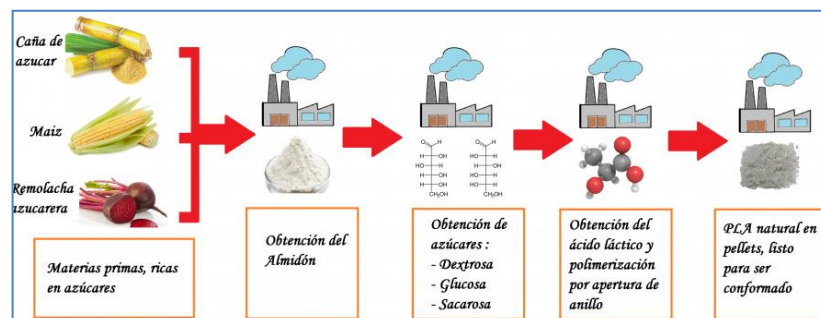 Caña de
azucar
Maiz
Remolacha
izucarera
Materias primas, ricas
en azúcares
Obtención del
Almidón
Obtención de
azúcares :
- Dextrosa
- Glucosa
- Sacarosa
Obtención del
ácido láctico y
polimerización
por apertura de
anillo
PLA natural en
pellets, listo
para ser
conformado